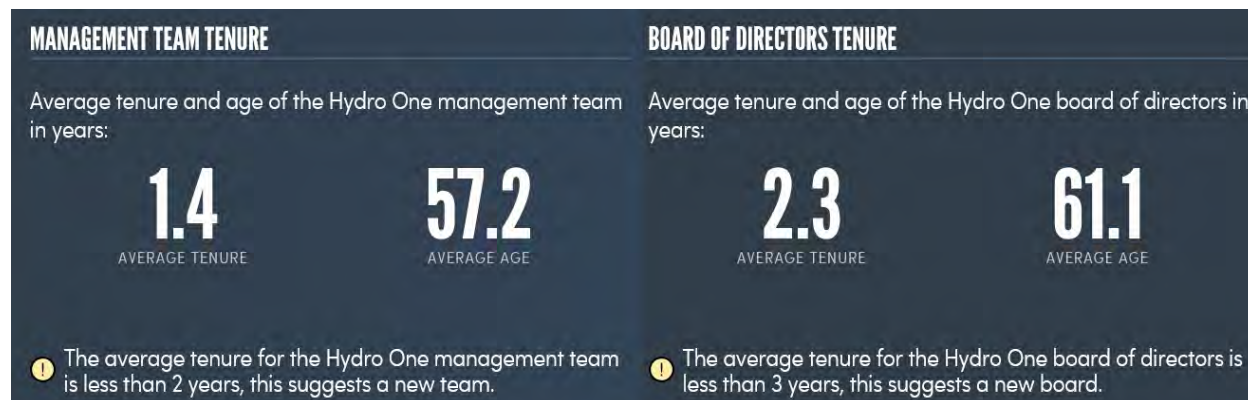 MANAGEMENT TEAM TENURE
Average tenure and age of the Hydro One management team
in years:
1.4
AVERAGE TENURE
57.2
AVERAGE AGE
! The average tenure for the Hydro One management team
is less than 2 years, this suggests a new team.
BOARD OF DIRECTORS TENURE
Average tenure and age of the Hydro One board of directors in
years:
2.3
AVERAGE TENURE
61.1
AVERAGE AGE
! The average tenure for the Hydro One board of directors is
less than 3 years, this suggests a new board.